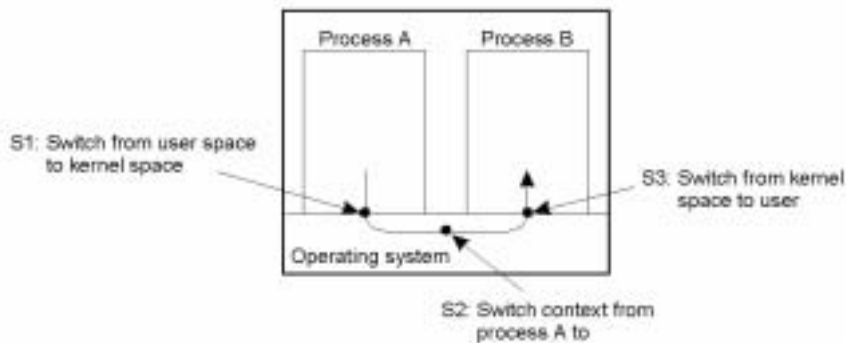 Process A
Process B
S1: Switch from user space
to kernel space
S3: Switch from kernel
space to user
Operating system
S2: Switch context from
process A to